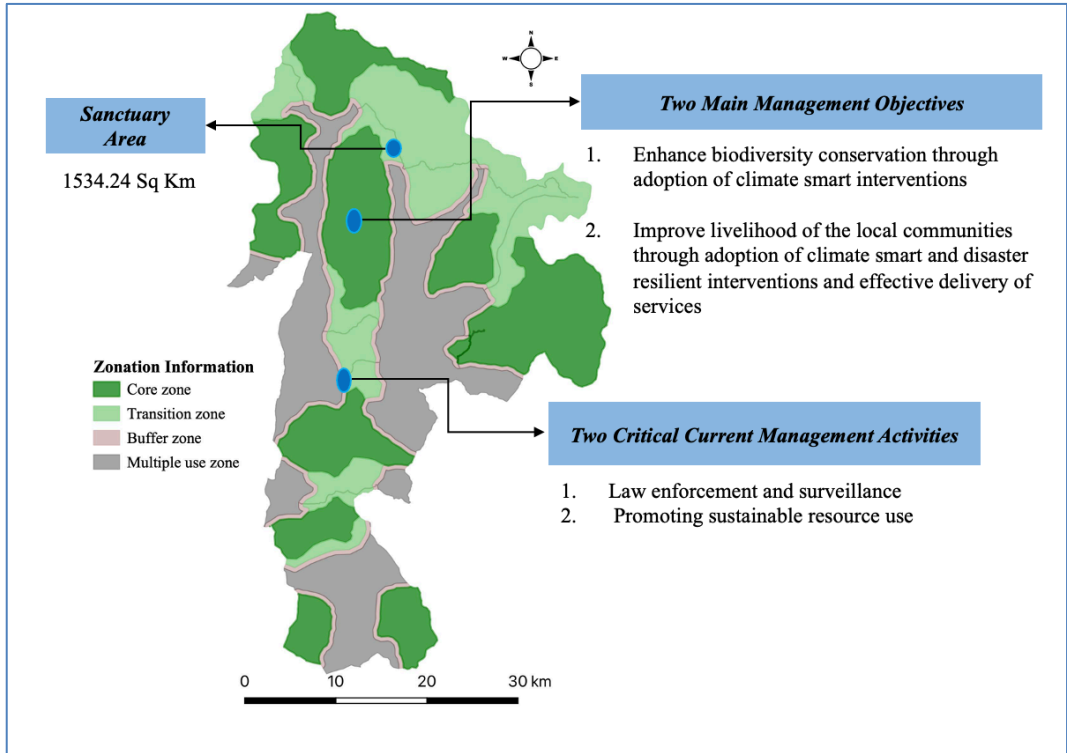 N
W
E
S
Sanctuary
Area
1534.24 Sq Km
Two Main Management Objectives
1. Enhance biodiversity conservation through
adoption of climate smart interventions
2. Improve livelihood of the local communities
through adoption of climate smart and disaster
resilient interventions and effective delivery of
services
Zonation Information
Core zone
Transition zone
Buffer zone
Multiple use zone
Two Critical Current Management Activities
1. Law enforcement and surveillance
2. Promoting sustainable resource use
0 10 20 30 km